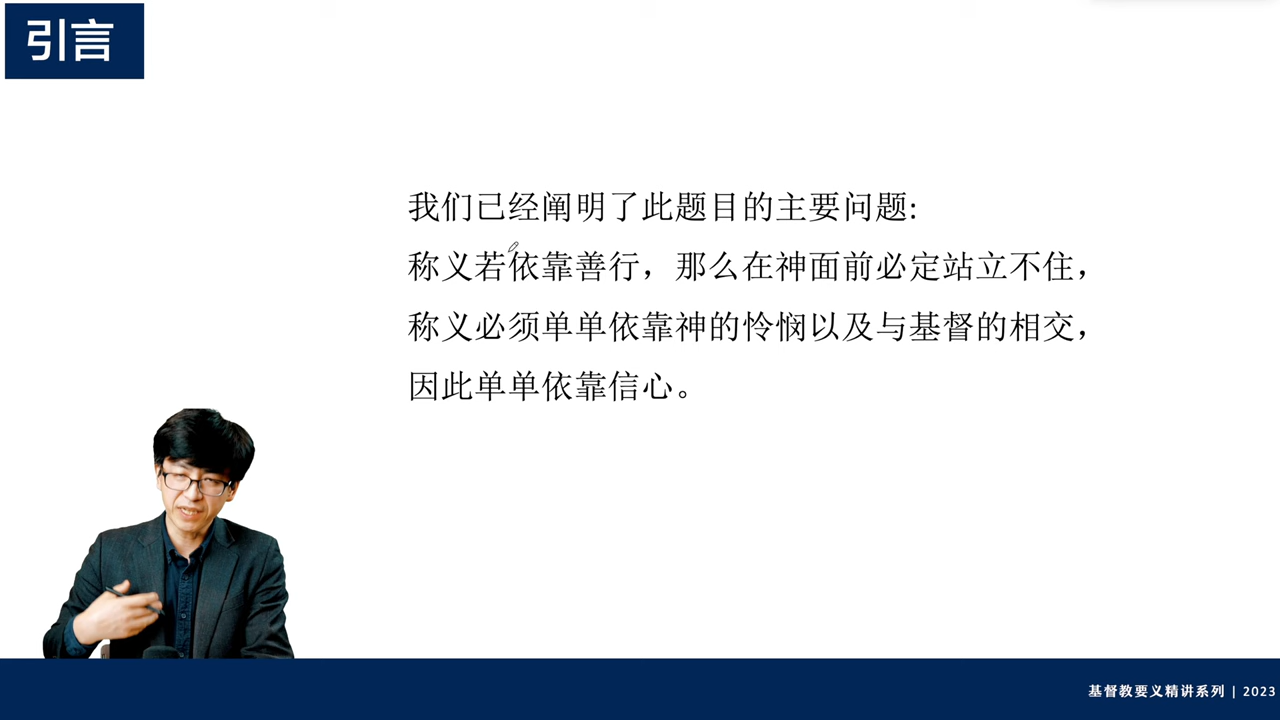 引言
我们已经阐明了此题目的主要问题:
称义若依靠善行，那么在神面前必定站立不住，
称义必须单单依靠神的怜悯以及与基督的相交，
因此单单依靠信心。
基督教要义精讲系列 | 2023